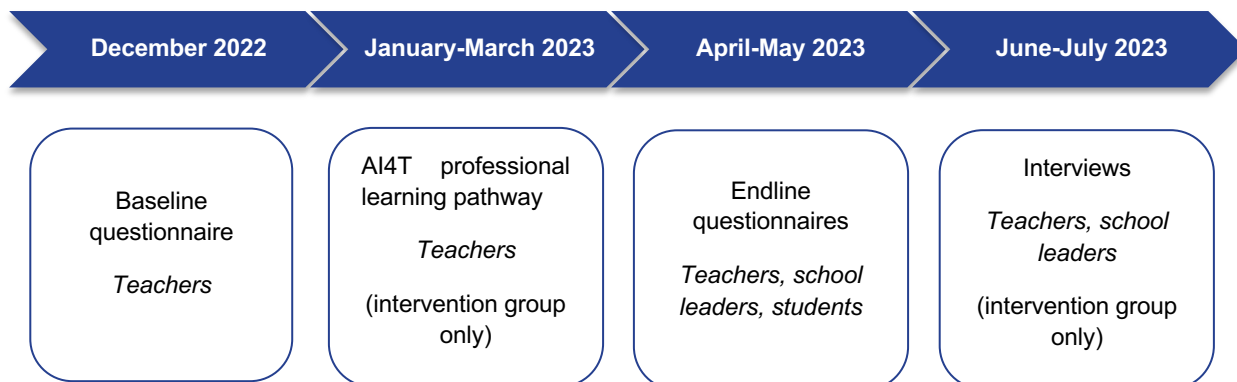 December 2022
January-March 2023
April-May 2023
June-July 2023
Baseline
questionnaire
Teachers
AI4T professional
learning pathway
Teachers
(intervention group
only)
Endline
questionnaires
Teachers, school
leaders, students
Interviews
Teachers, school
leaders
(intervention group
only)